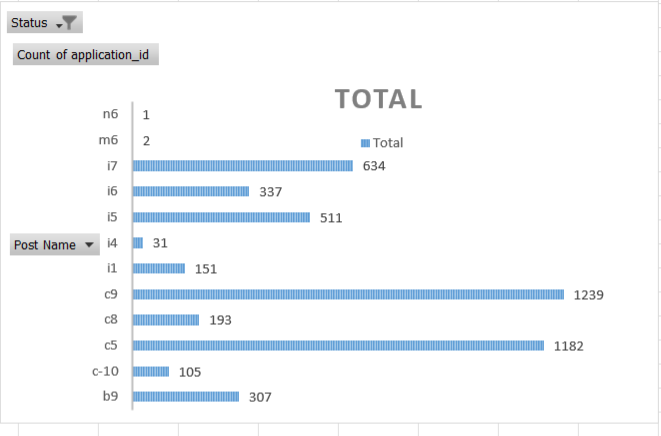 Status
Count of application_id
TOTAL
n6 1
m6 2
Total
i7 634
i6 337
i5 511
Post Name
i4 31
i1 151
c9 1239
c8 193
c5 1182
c-10 105
b9 307